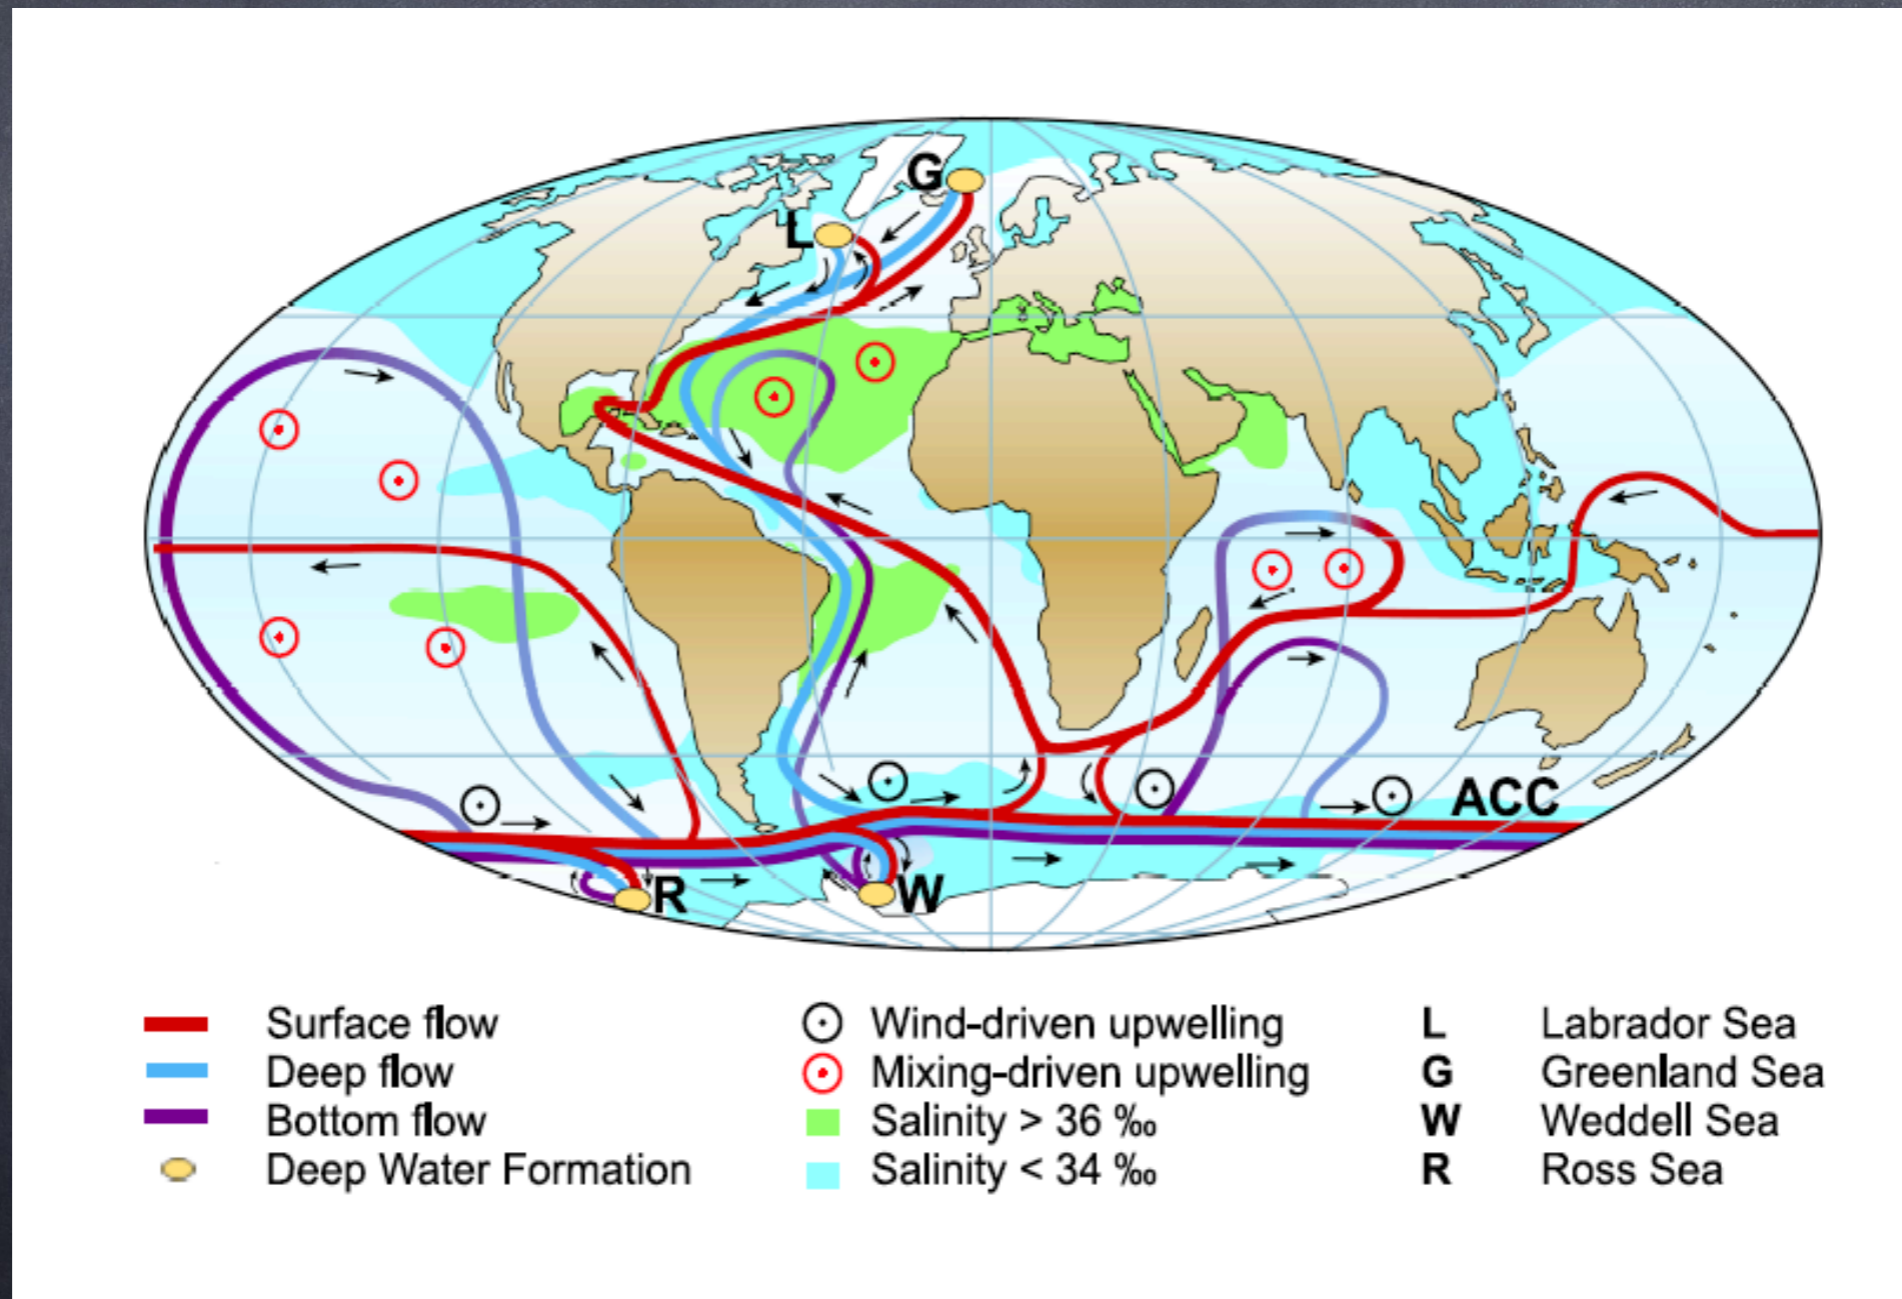 G
L
ACC
R
W
Surface flow
Deep flow
Bottom flow
Deep Water Formation
Wind-driven upwelling
Mixing-driven upwelling
Salinity > 36 ‰
Salinity < 34 ‰
L Labrador Sea
G Greenland Sea
W Weddell Sea
R Ross Sea